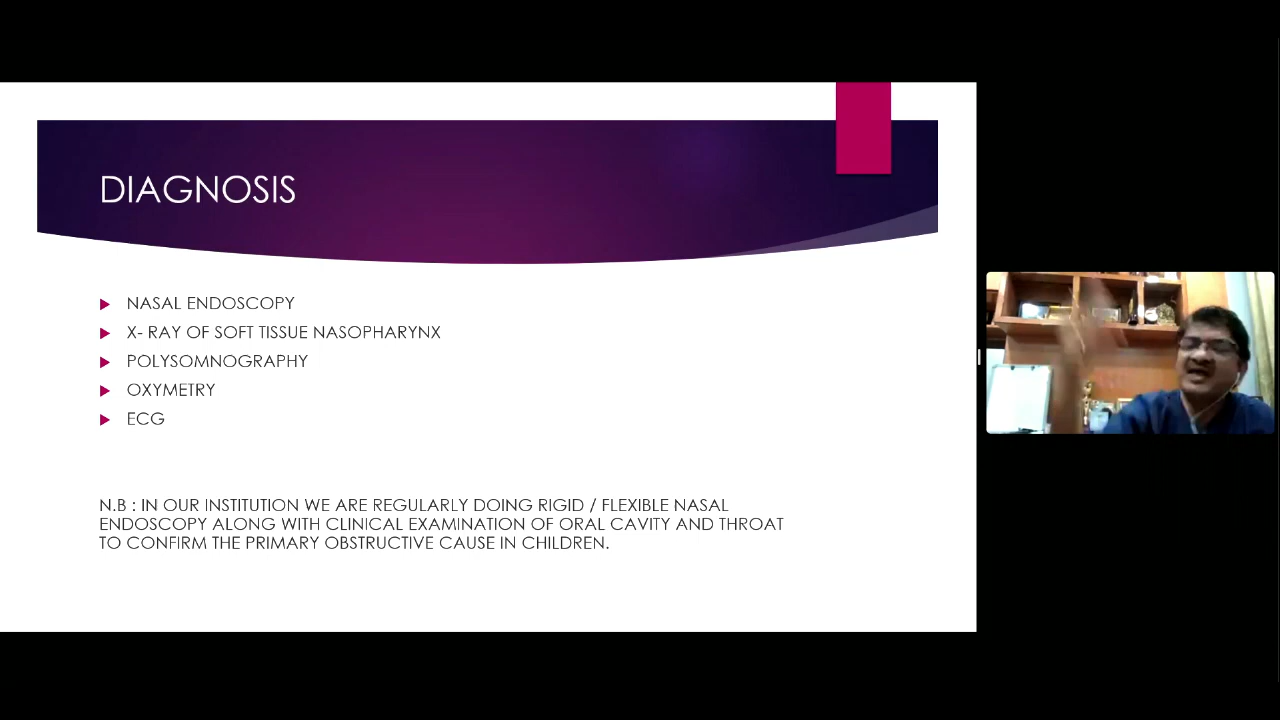 DIAGNOSIS
NASAL ENDOSCOPY
X- RAY OF SOFT TISSUE NASOPHARYNX
POLYSOMNOGRAPHY
OXYMETRY
ECG
N.B : IN OUR INSTITUTION WE ARE REGULARLY DOING RIGID / FLEXIBLE NASAL
ENDOSCOPY ALONG WITH CLINICAL EXAMINATION OF ORAL CAVITY AND THROAT
TO CONFIRM THE PRIMARY OBSTRUCTIVE CAUSE IN CHILDREN.